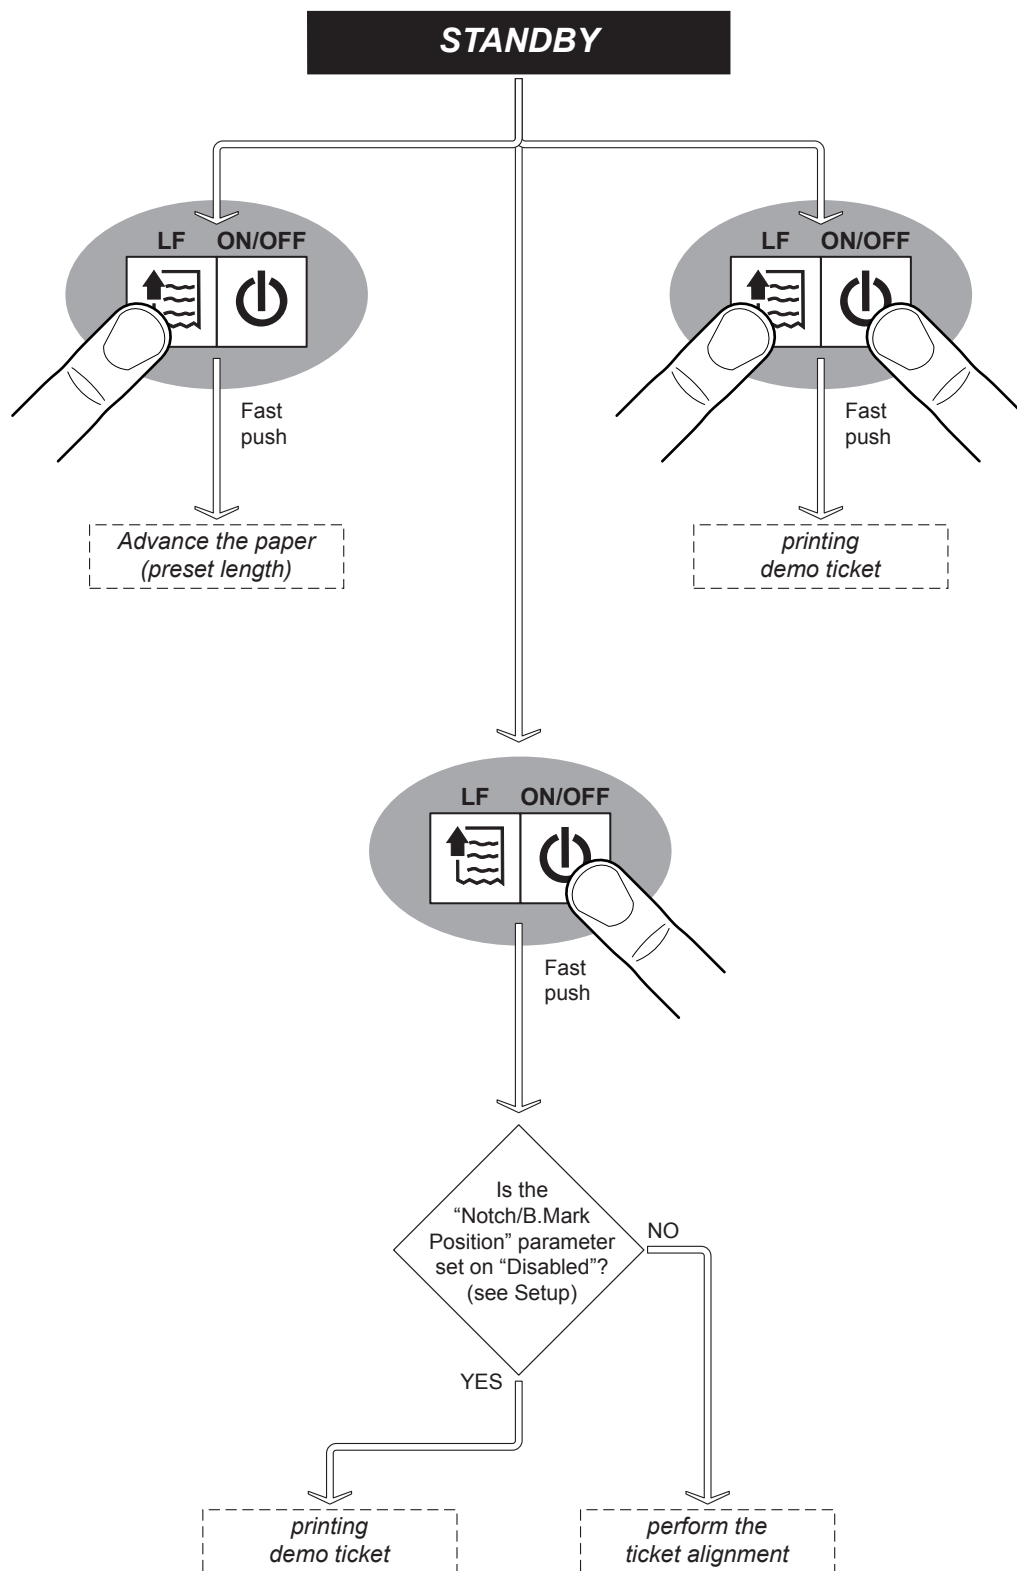 STANDBY
LF ON/OFF
Fast
push
Advance the paper
(preset length)
LF ON/OFF
Fast
push
printing
demo ticket
LF ON/OFF
Fast
push
Is the
“Notch/B.Mark
Position” parameter
set on “Disabled”?
(see Setup)
NO
YES
printing
demo ticket
perform the
ticket alignment